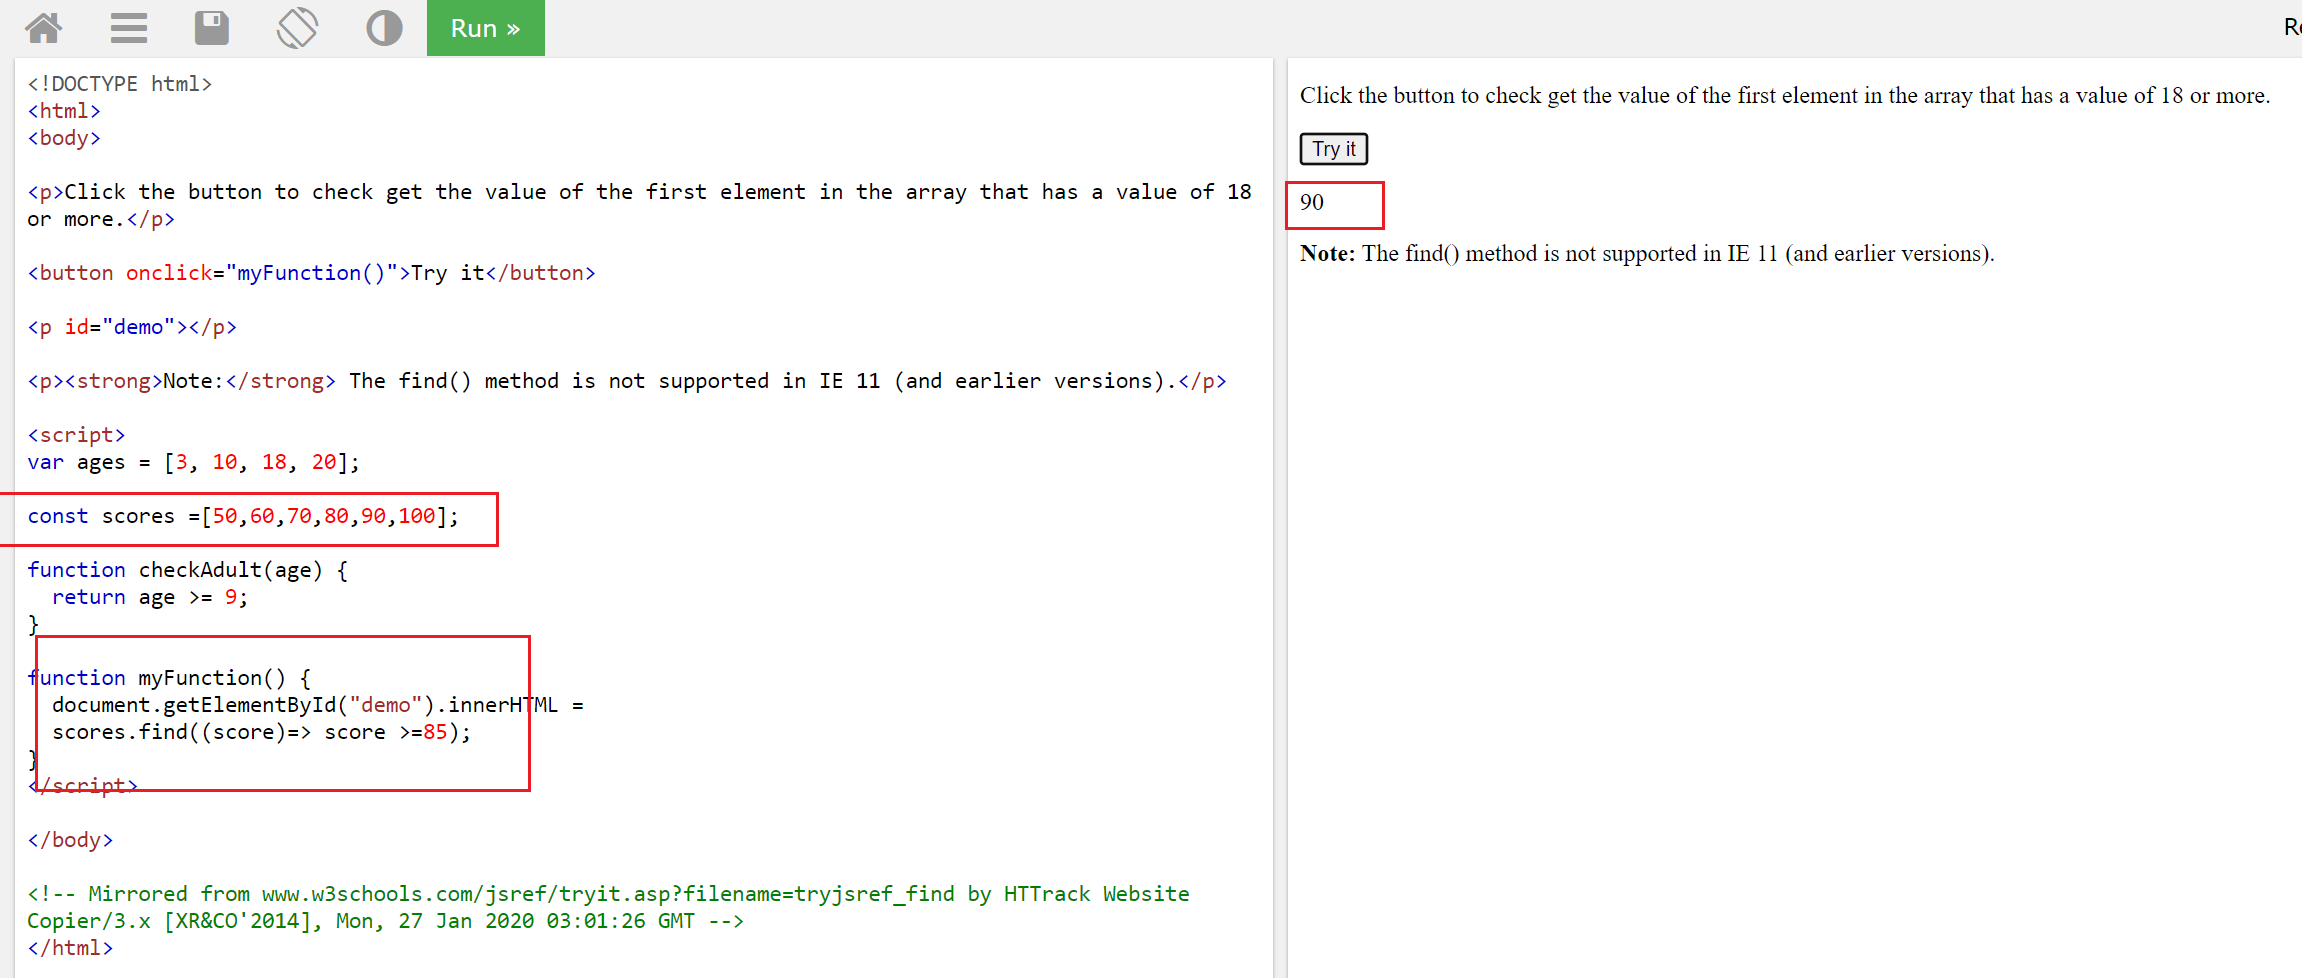 Run »
Re
<!DOCTYPE html>
<html>
<body>
<p>Click the button to check get the value of the first element in the array that has a value of 18
or more.</p>
<button onclick="myFunction()">Try it</button>
<p id="demo"></p>
<p><strong>Note:</strong> The find() method is not supported in IE 11 (and earlier versions).</p>
<script>
var ages = [3, 10, 18, 20];
const scores =[50,60,70,80,90,100];
function checkAdult(age) {
return age >= 9;
}
function myFunction() {
document.getElementById("demo").innerHTML =
scores.find((score)=> score >=85);
}
</script>
</body>
<!-- Mirrored from www.w3schools.com/jsref/tryit.asp?filename=tryjsref_find by HTTrack Website
Copier/3.x [XR&CO'2014], Mon, 27 Jan 2020 03:01:26 GMT -->
</html>
Click the button to check get the value of the first element in the array that has a value of 18 or more.
Try it
90
Note: The find() method is not supported in IE 11 (and earlier versions).